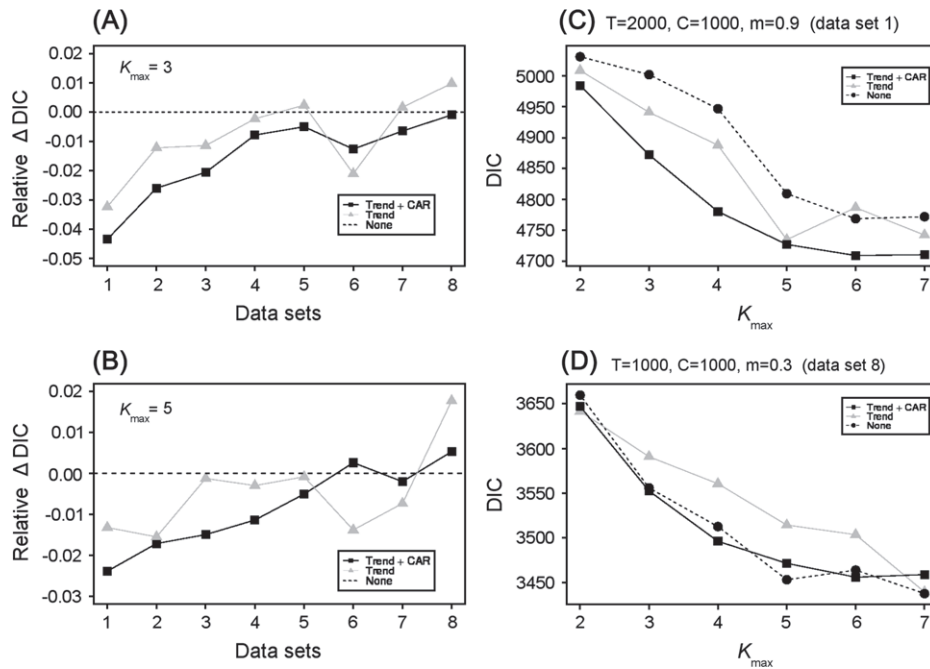 (A)
K max = 3
0.02
0.01
0.00
-0.01
-0.02
-0.03
-0.04
-0.05
Relative Δ DIC
Trend + CAR
Trend
None
1 2 3 4 5 6 7 8
Data sets
(B)
K max = 5
0.02
0.01
0.00
-0.01
-0.02
-0.03
Relative Δ DIC
Trend + CAR
Trend
None
1 2 3 4 5 6 7 8
Data sets
(C)
T=2000, C=1000, m=0.9 (data set 1)
5000
4950
4900
4850
4800
4750
4700
DIC
Trend + CAR
Trend
None
2 3 4 5 6 7
K max
(D)
T=1000, C=1000, m=0.3 (data set 8)
3650
3600
3550
3500
3450
DIC
Trend + CAR
Trend
None
2 3 4 5 6 7
K max